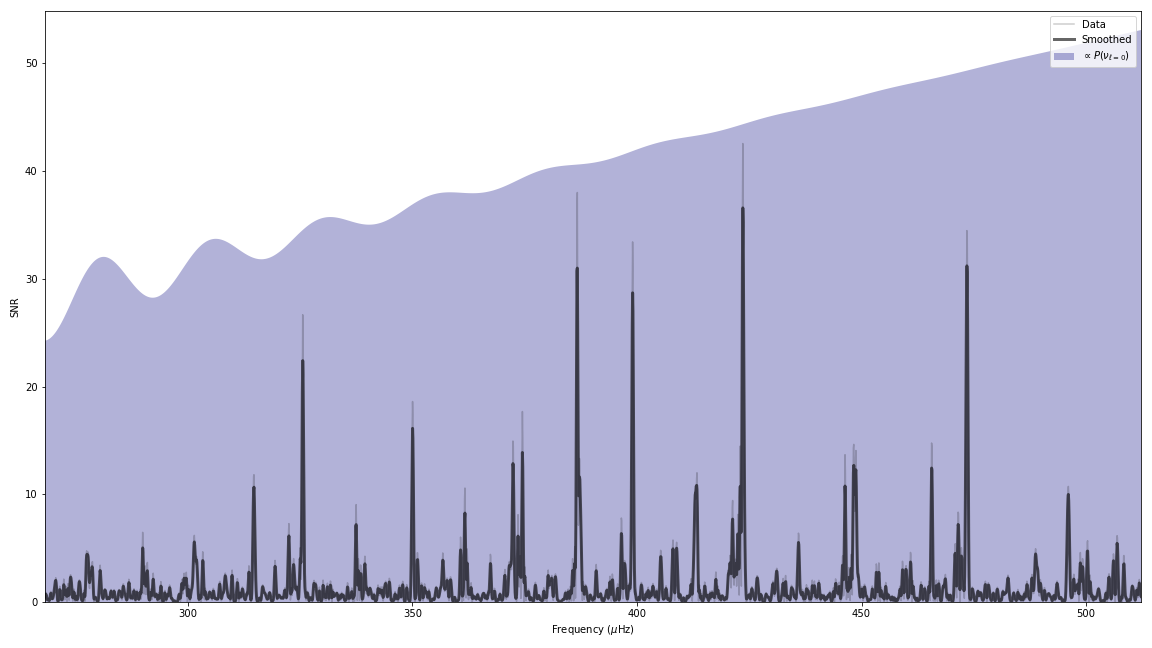 Data
Smoothed
∝ P(ν_{ℓ=0})
SNR
50
40
30
20
10
0
300 350 400 450 500
Frequency (μHz)